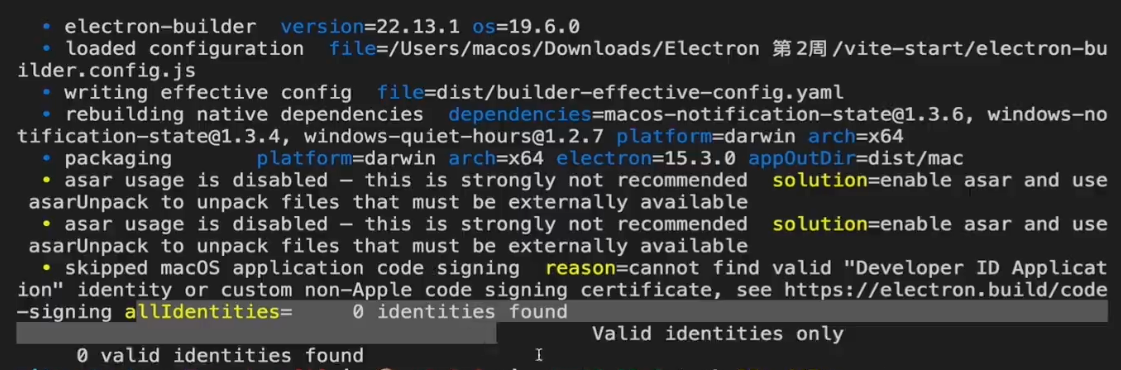 • electron-builder  version=22.13.1 os=19.6.0
• loaded configuration  file=/Users/macos/Downloads/Electron 第2周/vite-start/electron-bu
ilder.config.js
• writing effective config  file=dist/builder-effective-config.yaml
• rebuilding native dependencies  dependencies=macos-notification-state@1.3.6, windows-no
tification-state@1.3.4, windows-quiet-hours@1.2.7 platform=darwin arch=x64
• packaging       platform=darwin arch=x64 electron=15.3.0 appOutDir=dist/mac
• asar usage is disabled — this is strongly not recommended  solution=enable asar and use
asarUnpack to unpack files that must be externally available
• asar usage is disabled — this is strongly not recommended  solution=enable asar and use
asarUnpack to unpack files that must be externally available
• skipped macOS application code signing  reason=cannot find valid "Developer ID Applicat
ion" identity or custom non-Apple code signing certificate, see https://electron.build/code
-signing allIdentities=     0 identities found
Valid identities only
0 valid identities found